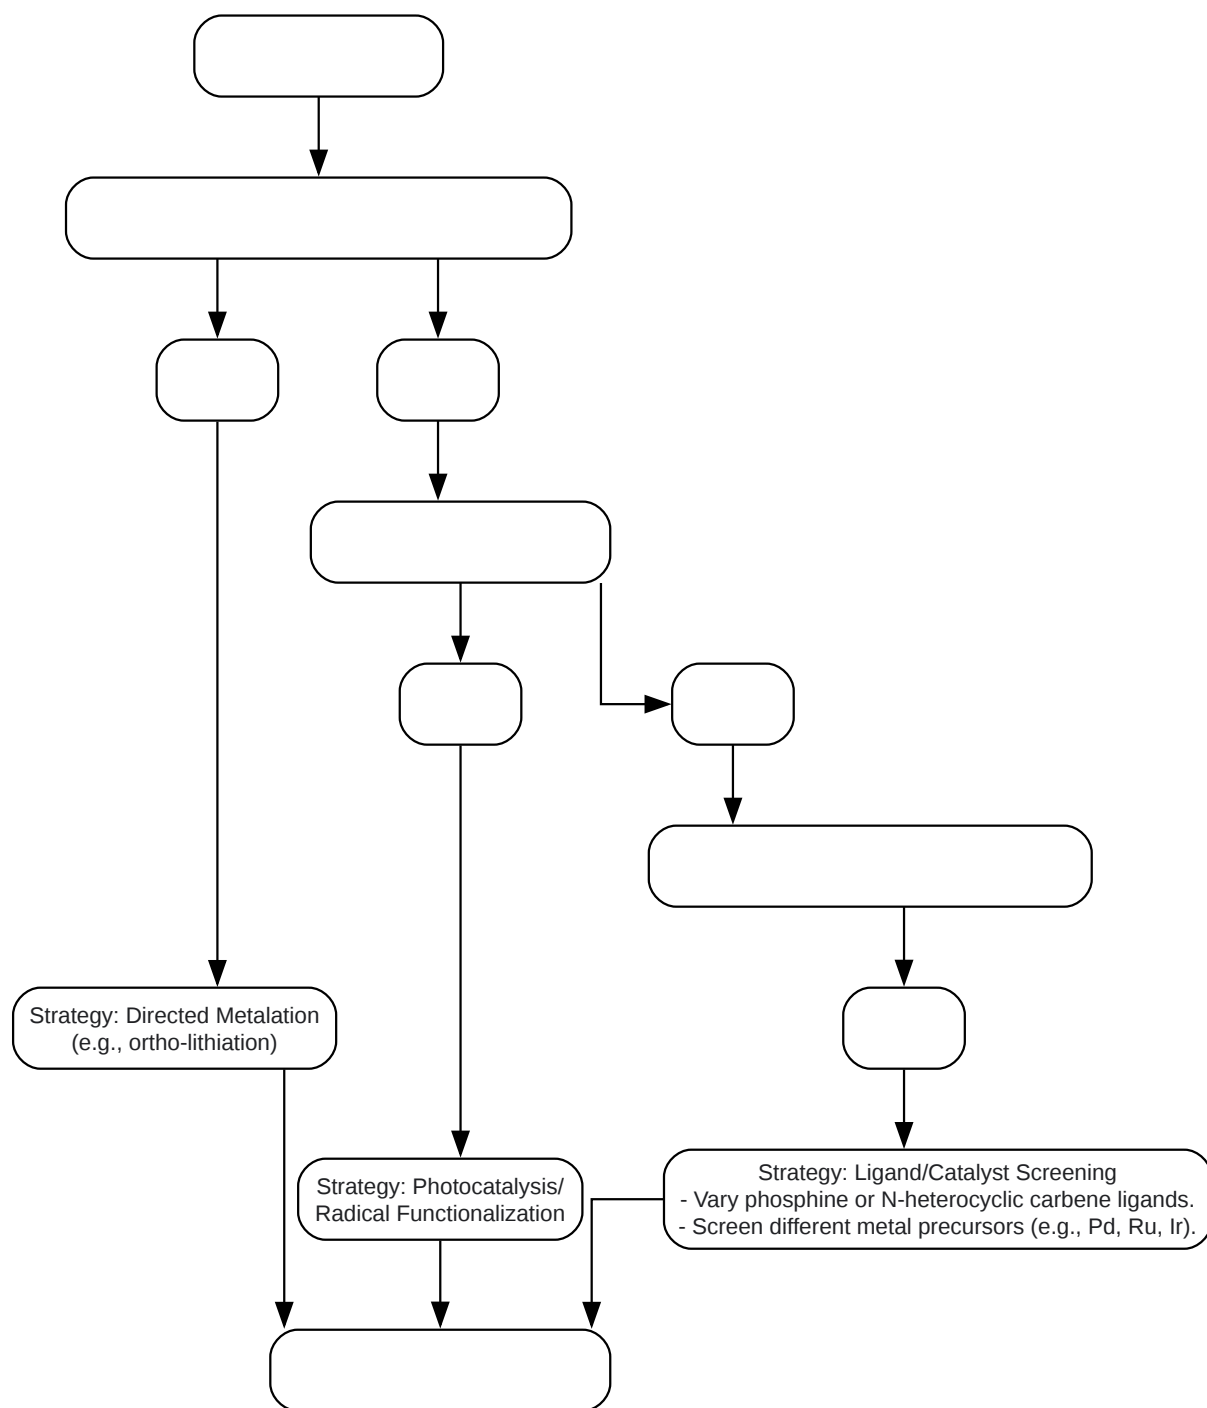 Strategy: Directed Metalation
(e.g., ortho-lithiation)
Strategy: Photocatalysis/
Radical Functionalization
Strategy: Ligand/Catalyst Screening
- Vary phosphine or N-heterocyclic carbene ligands.
- Screen different metal precursors (e.g., Pd, Ru, Ir).